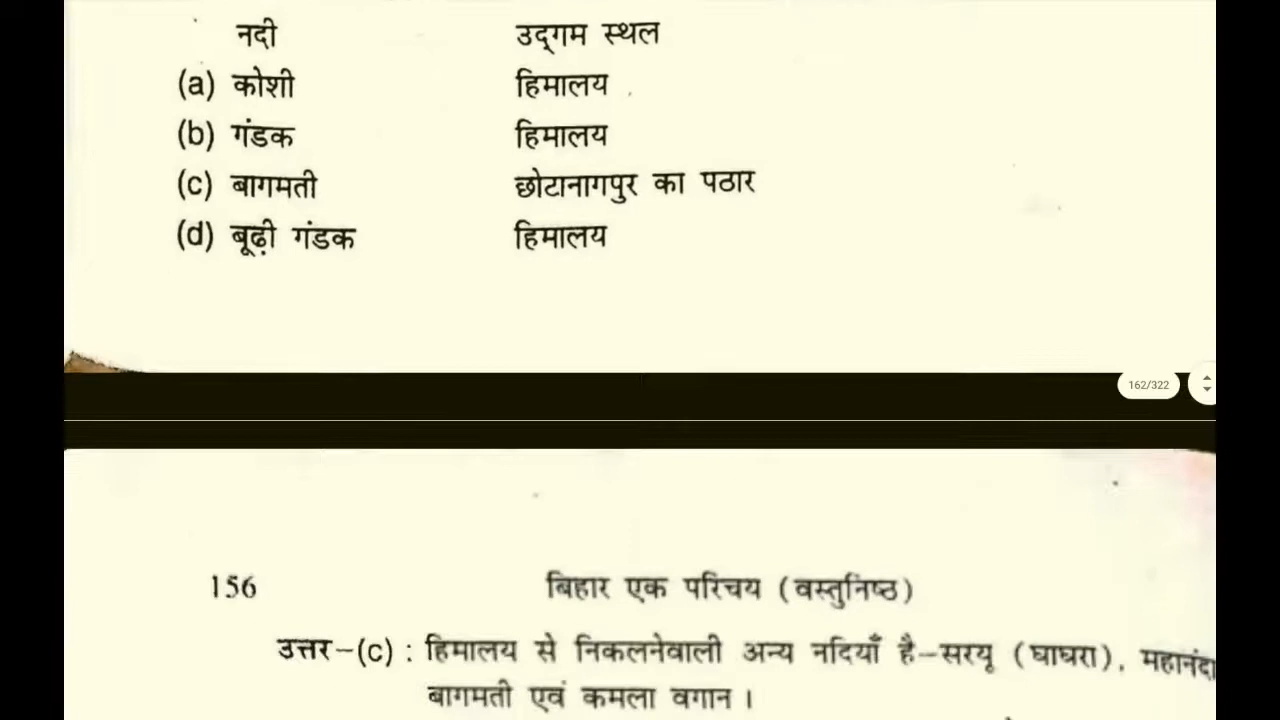 नदी उद्गम स्थल
(a) कोशी हिमालय
(b) गंडक हिमालय
(c) बागमती छोटानागपुर का पठार
(d) बूढ़ी गंडक हिमालय
162/322
156 बिहार एक परिचय (वस्तुनिष्ठ)
उत्तर–(c) : हिमालय से निकलनेवाली अन्य नदियाँ है–सरयू (घाघरा), महानंदा
बागमती एवं कमला वगान ।